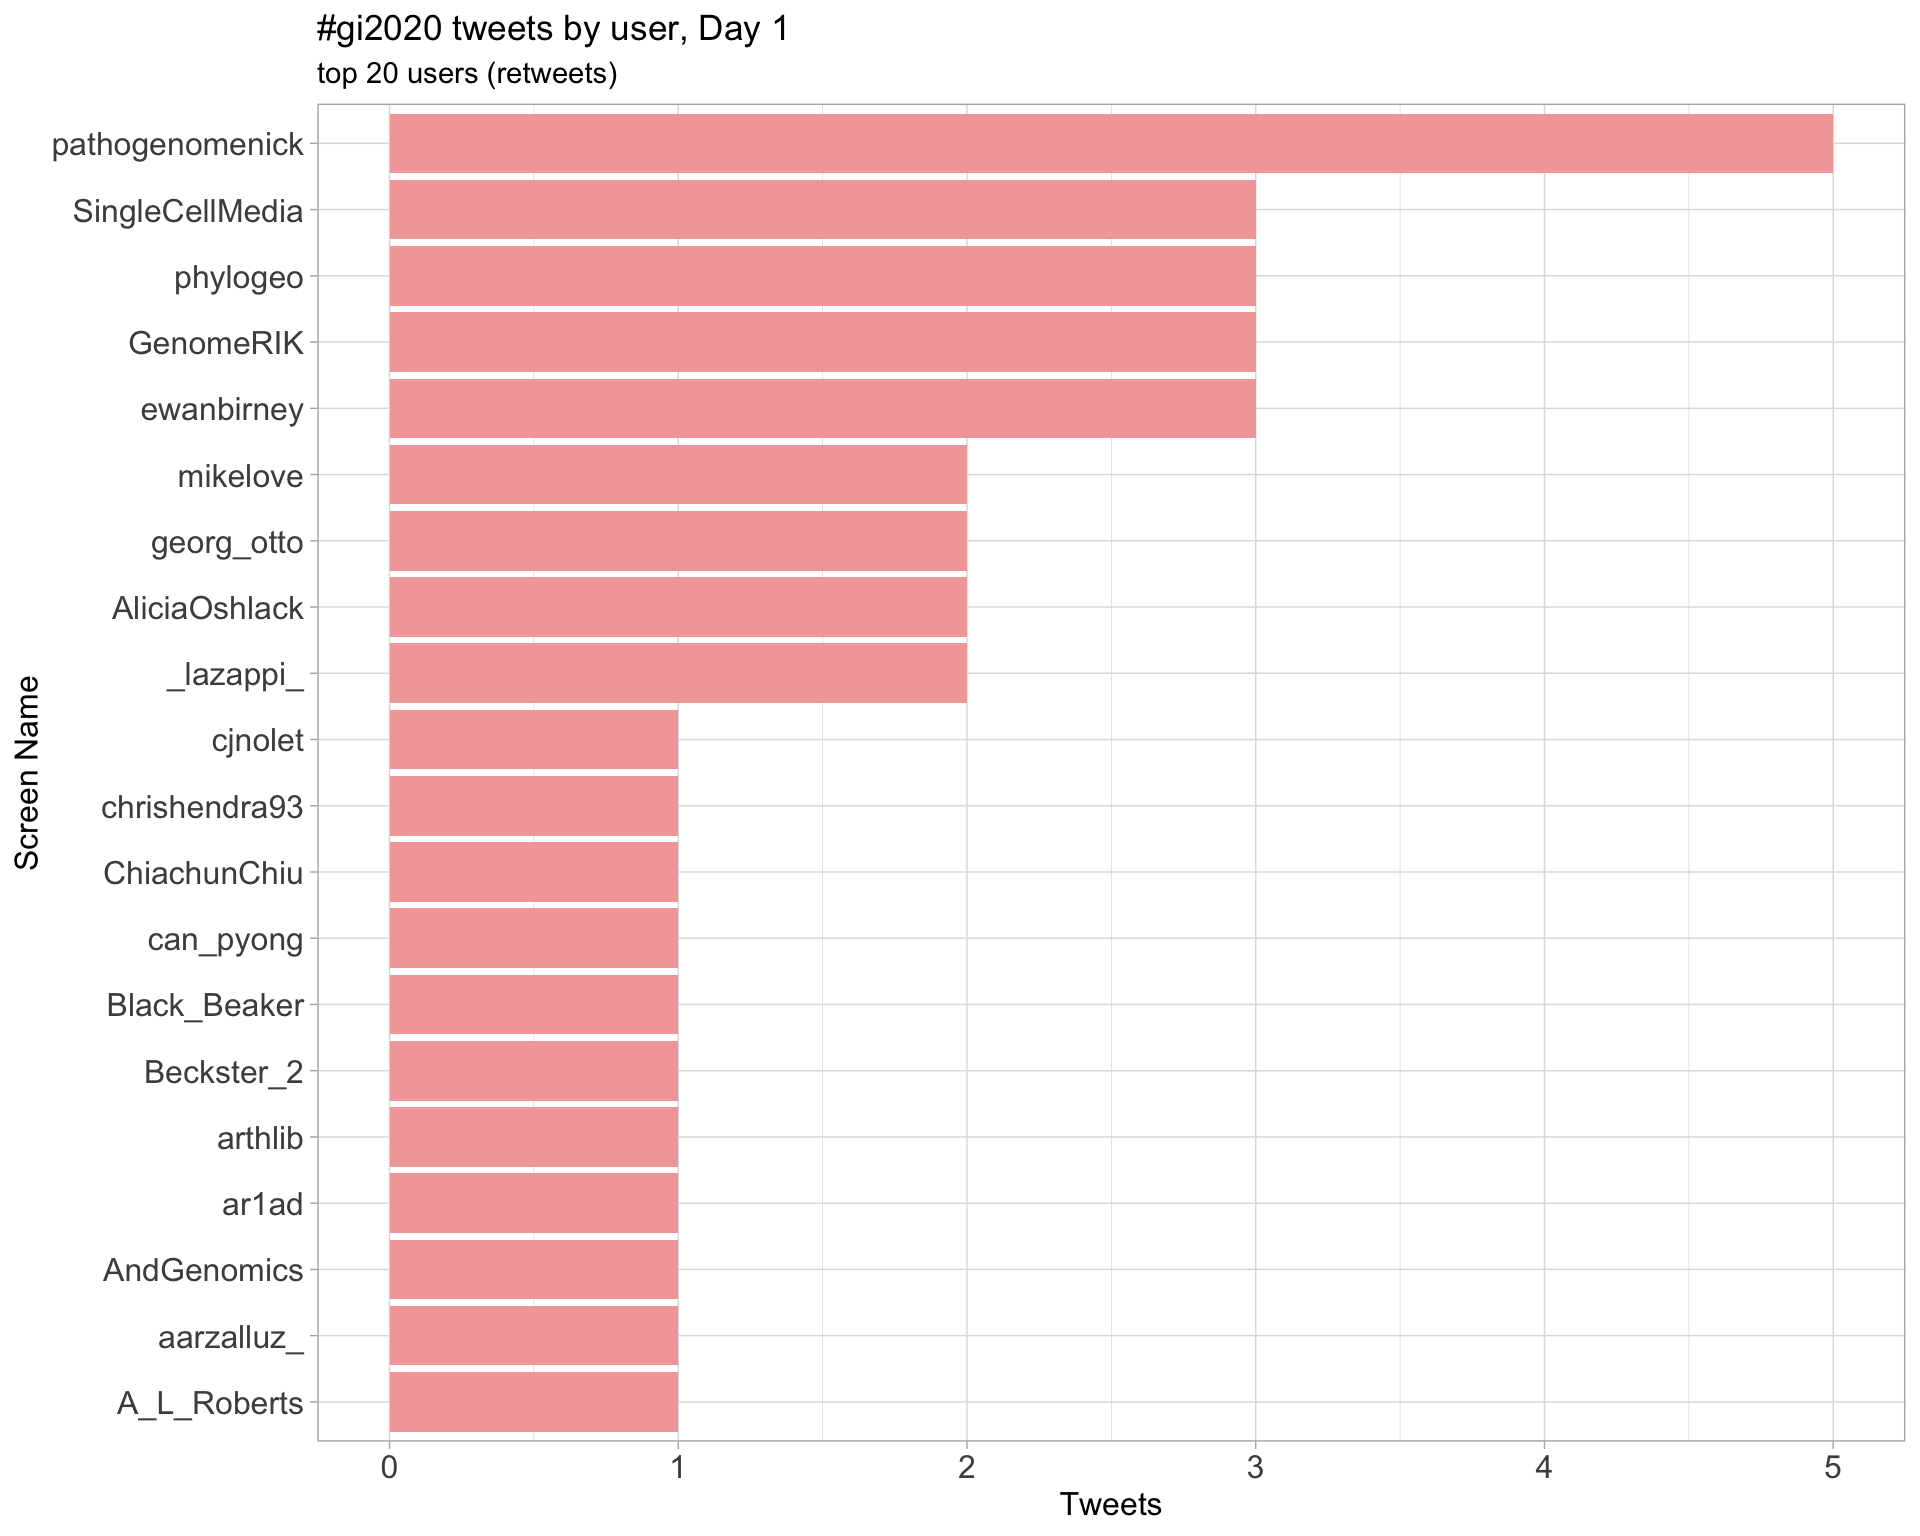 #gi2020 tweets by user, Day 1
top 20 users (retweets)
pathogenomenick
SingleCellMedia
phylogeo
GenomeRIK
ewanbirney
mikelove
georg_otto
AliciaOshlack
_lazappi_
cjnolet
chrishendra93
ChiachunChiu
can_pyong
Black_Beaker
Beckster_2
arthlib
ar1ad
AndGenomics
aarzalluz_
A_L_Roberts
Screen Name
0 1 2 3 4 5
Tweets